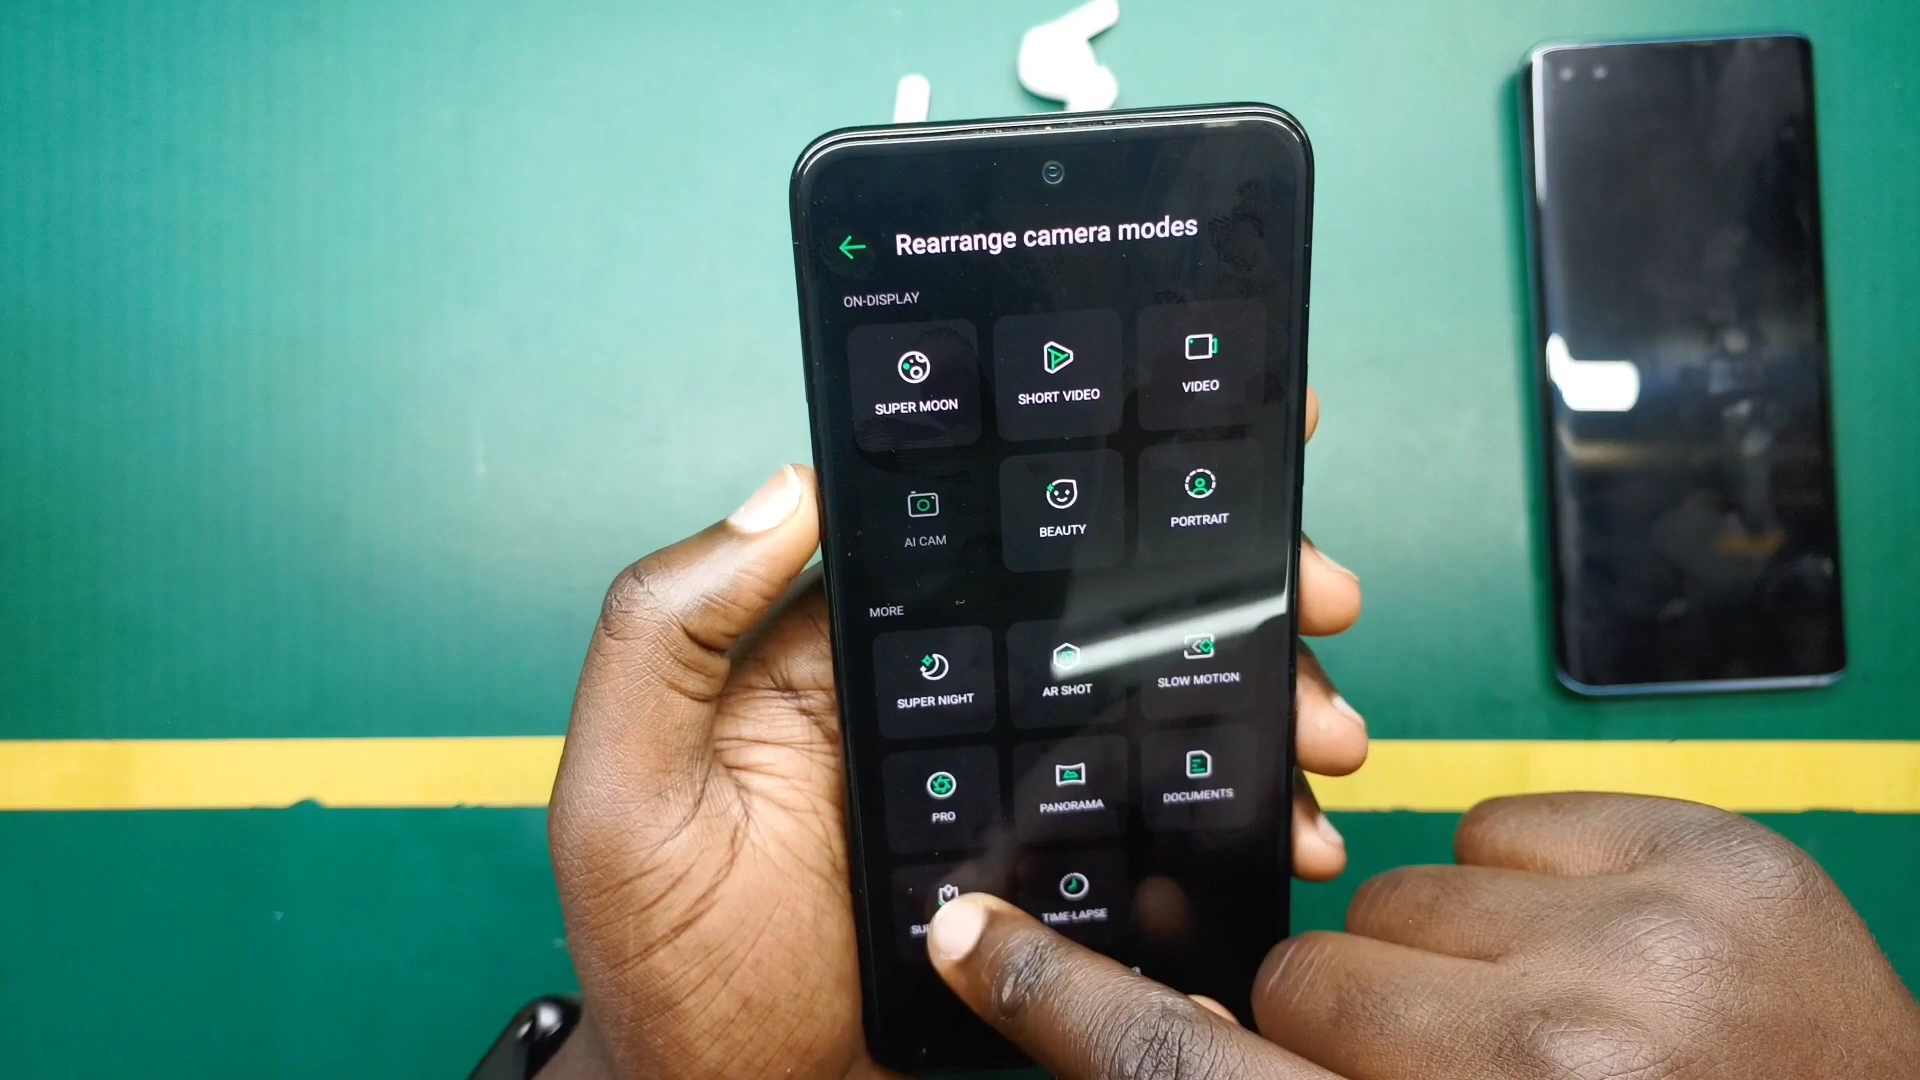 Rearrange camera modes
ON-DISPLAY
SUPER MOON
SHORT VIDEO
VIDEO
AI CAM
BEAUTY
PORTRAIT
MORE
SUPER NIGHT
AR SHOT
SLOW MOTION
PRO
PANORAMA
DOCUMENTS
TIME-LAPSE